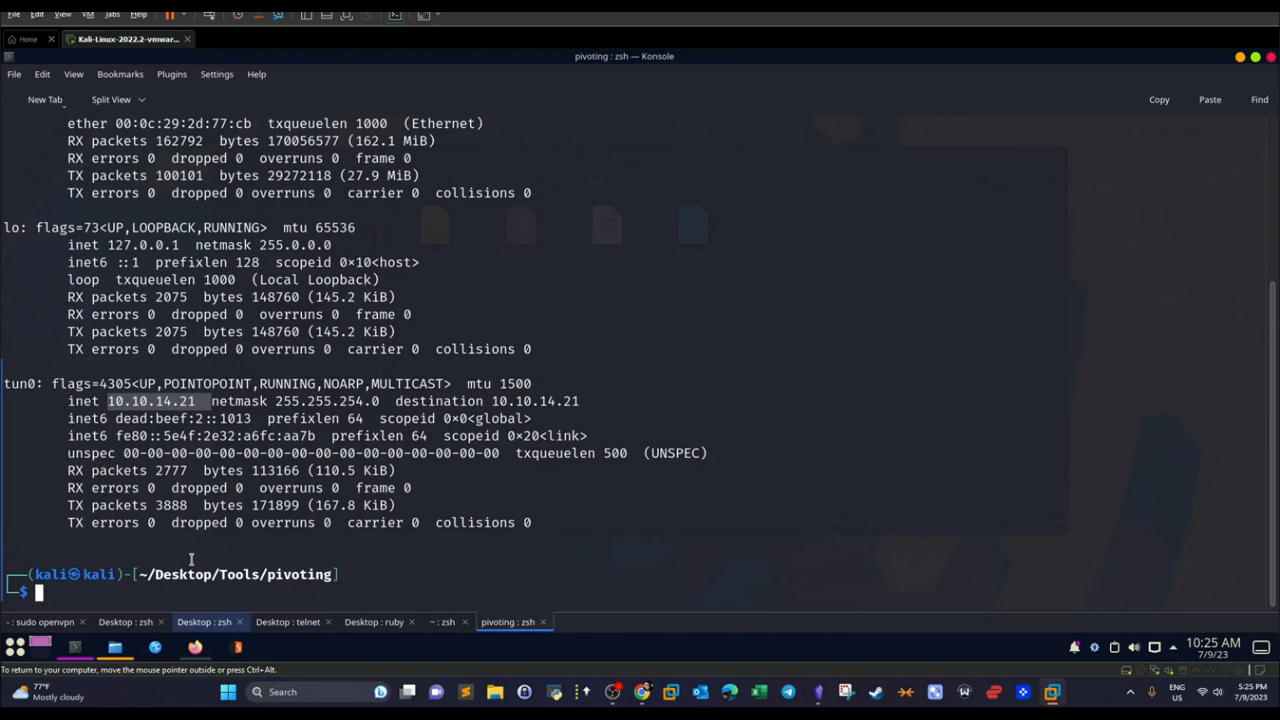 File Edit View VM Jobs Help
Home Kali-Linux-2022.2-vmwar...
pivoting : zsh — Konsole
File Edit View Bookmarks Plugins Settings Help
New Tab Split View Copy Paste Find
ether 00:0c:29:2d:77:cb txqueuelen 1000 (Ethernet)
RX packets 162792 bytes 170056577 (162.1 MiB)
RX errors 0 dropped 0 overruns 0 frame 0
TX packets 100101 bytes 29272118 (27.9 MiB)
TX errors 0 dropped 0 overruns 0 carrier 0 collisions 0
lo: flags=73<UP,LOOPBACK,RUNNING> mtu 65536
inet 127.0.0.1 netmask 255.0.0.0
inet6 ::1 prefixlen 128 scopeid 0×10<host>
loop txqueuelen 1000 (Local Loopback)
RX packets 2075 bytes 148760 (145.2 KiB)
RX errors 0 dropped 0 overruns 0 frame 0
TX packets 2075 bytes 148760 (145.2 KiB)
TX errors 0 dropped 0 overruns 0 carrier 0 collisions 0
tun0: flags=4305<UP,POINTOPOINT,RUNNING,NOARP,MULTICAST> mtu 1500
inet 10.10.14.21 netmask 255.255.254.0 destination 10.10.14.21
inet6 dead:beef:2::1013 prefixlen 64 scopeid 0×0<global>
inet6 fe80::5e4f:2e32:a6fc:aa7b prefixlen 64 scopeid 0×20<link>
unspec 00-00-00-00-00-00-00-00-00-00-00-00-00-00-00-00 txqueuelen 500 (UNSPEC)
RX packets 2777 bytes 113166 (110.5 KiB)
RX errors 0 dropped 0 overruns 0 frame 0
TX packets 3888 bytes 171899 (167.8 KiB)
TX errors 0 dropped 0 overruns 0 carrier 0 collisions 0
(kali㉿kali)-[~/Desktop/Tools/pivoting]
$
~ : sudo openvpn Desktop : zsh Desktop : zsh Desktop : telnet Desktop : ruby ~ : zsh pivoting : zsh
10:25 AM
7/9/23
To return to your computer, move the mouse pointer outside or press Ctrl+Alt.
77°F
Mostly cloudy
Search
ENG
US
5:25 PM
7/9/2023